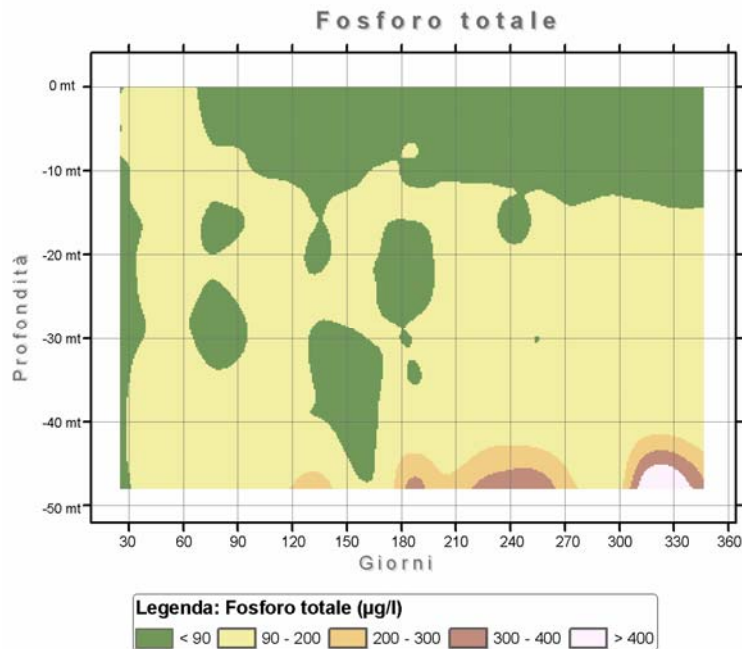 Fosforo totale
0 mt
-10 mt
-20 mt
-30 mt
-40 mt
-50 mt
Profondità
30 60 90 120 150 180 210 240 270 300 330 360
Giorni
Legenda: Fosforo totale (µg/l)
< 90 90 - 200 200 - 300 300 - 400 > 400